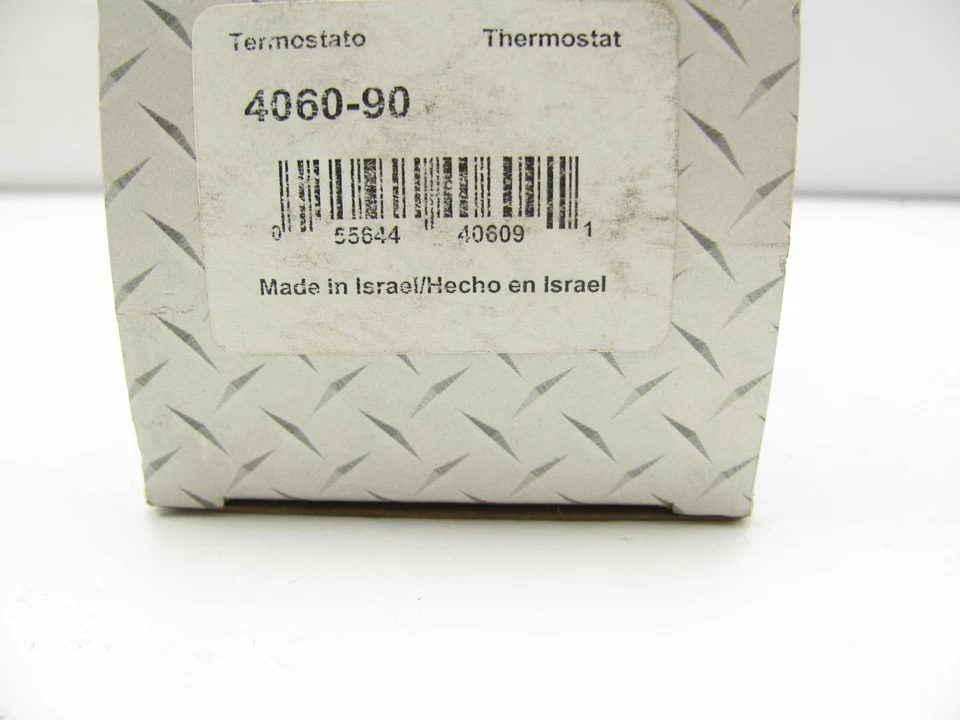 Termostato Thermostat
4060-90
0 55644 40609 1
Made in Israel/Hecho en Israel